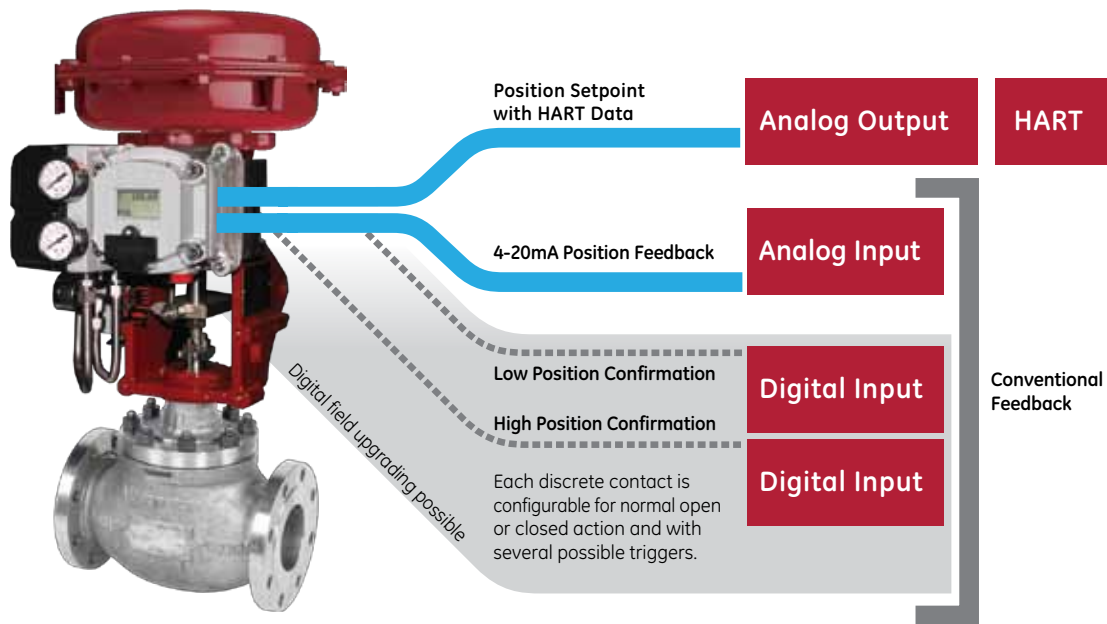 Position Setpoint
with HART Data
Analog Output
HART
4-20mA Position Feedback
Analog Input
Low Position Confirmation
Digital Input
High Position Confirmation
Digital Input
Each discrete contact is
configurable for normal open
or closed action and with
several possible triggers.
Digital field upgrading possible
Conventional
Feedback